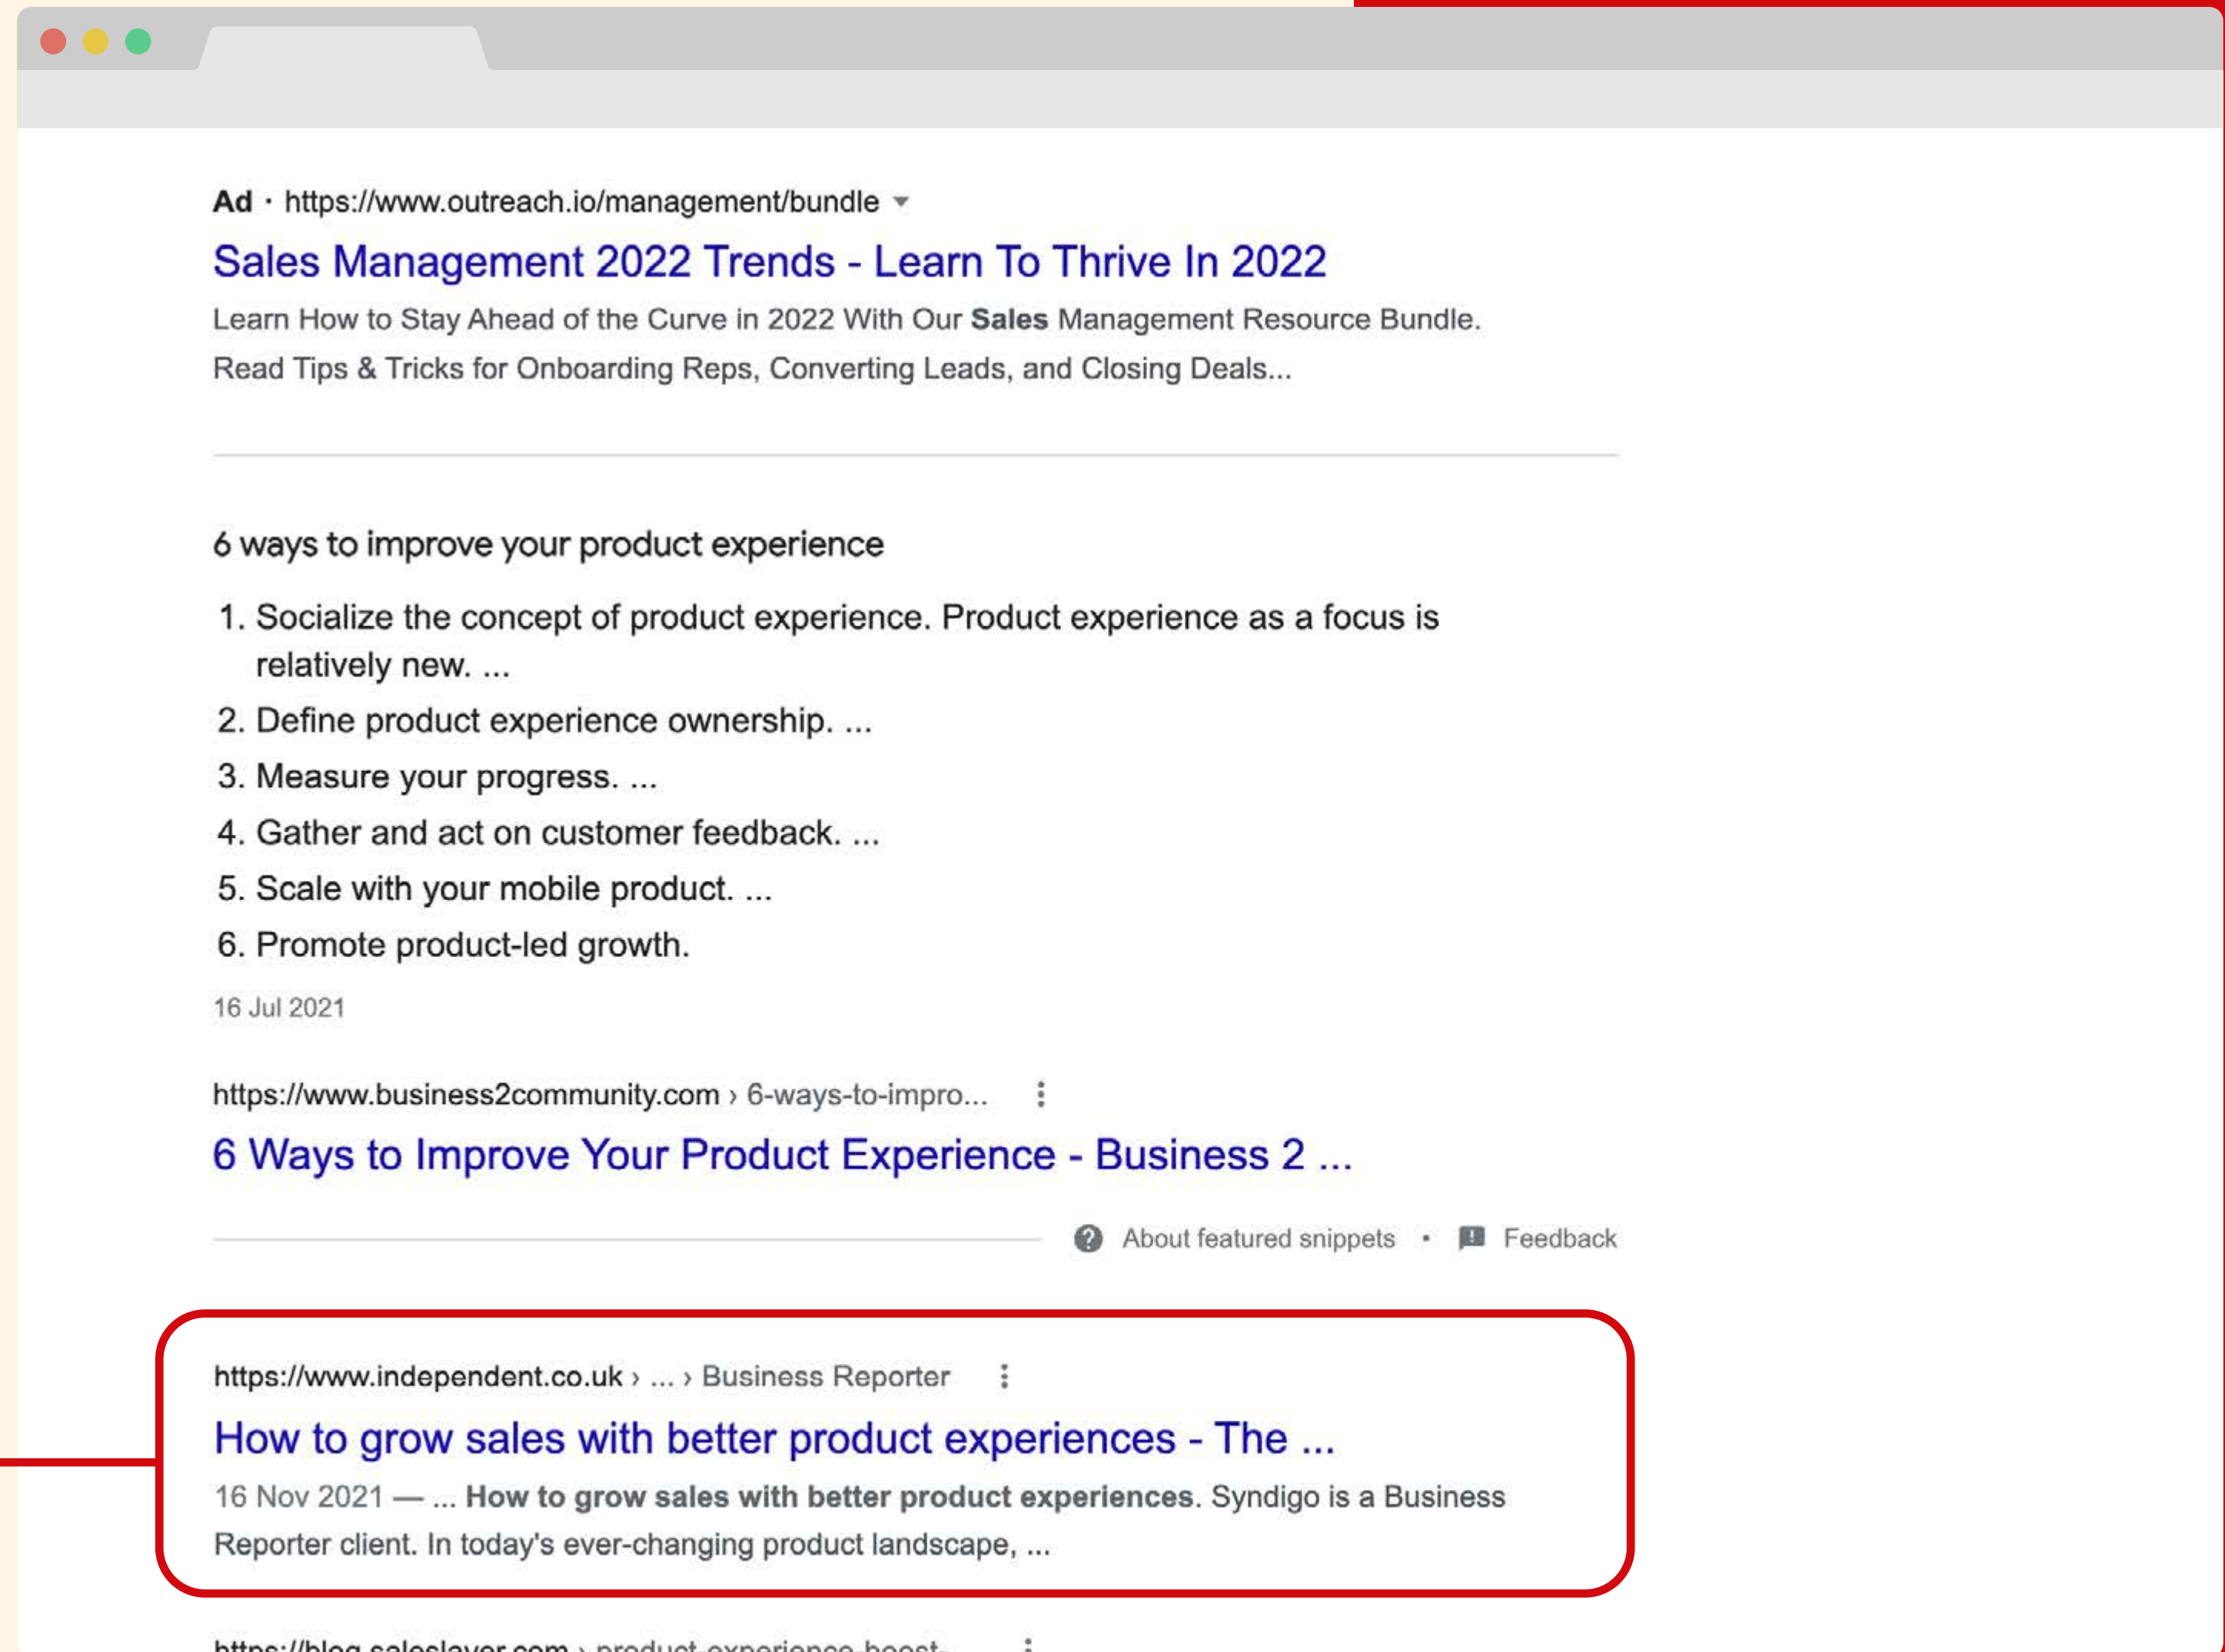 Ad · https://www.outreach.io/management/bundle
Sales Management 2022 Trends - Learn To Thrive In 2022
Learn How to Stay Ahead of the Curve in 2022 With Our Sales Management Resource Bundle.
Read Tips & Tricks for Onboarding Reps, Converting Leads, and Closing Deals...
6 ways to improve your product experience
1. Socialize the concept of product experience. Product experience as a focus is
relatively new. ...
2. Define product experience ownership. ...
3. Measure your progress. ...
4. Gather and act on customer feedback. ...
5. Scale with your mobile product. ...
6. Promote product-led growth.
16 Jul 2021
https://www.business2community.com › 6-ways-to-impro...
6 Ways to Improve Your Product Experience - Business 2 ...
About featured snippets • Feedback
https://www.independent.co.uk › ... › Business Reporter
How to grow sales with better product experiences - The ...
16 Nov 2021 — ... How to grow sales with better product experiences. Syndigo is a Business
Reporter client. In today's ever-changing product landscape, ...
https://blog.saleslayer.com › product-experience-boost-